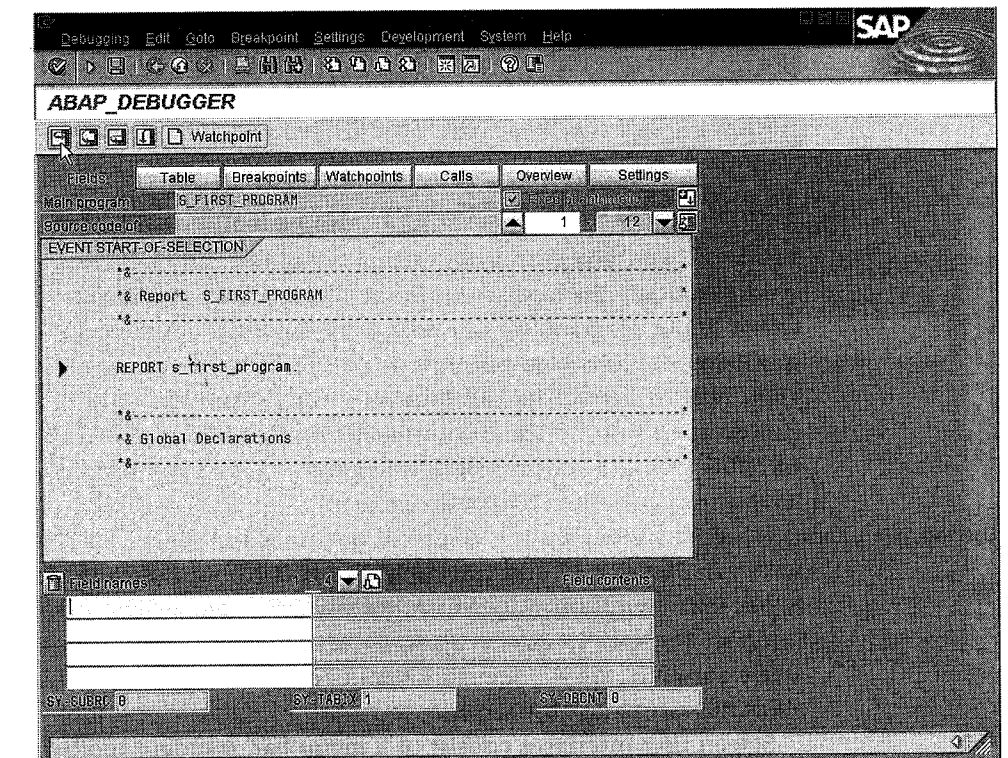 SAP
Debugging Edit Goto Breakpoint Settings Development System Help
ABAP_DEBUGGER
Watchpoint
Fields Table Breakpoints Watchpoints Calls Overview Settings
Main program S_FIRST_PROGRAM
Source code of 1 - 12
EVENT START-OF-SELECTION
*&---------------------------------------------------------------------*
*& Report S_FIRST_PROGRAM *
*&---------------------------------------------------------------------*
REPORT s_first_program.
*&---------------------------------------------------------------------*
*& Global Declarations *
*&---------------------------------------------------------------------*
Field names 1 - 4 Field contents
SY-SUBRC 0 SY-TABIX 1 SY-DBCNT 0